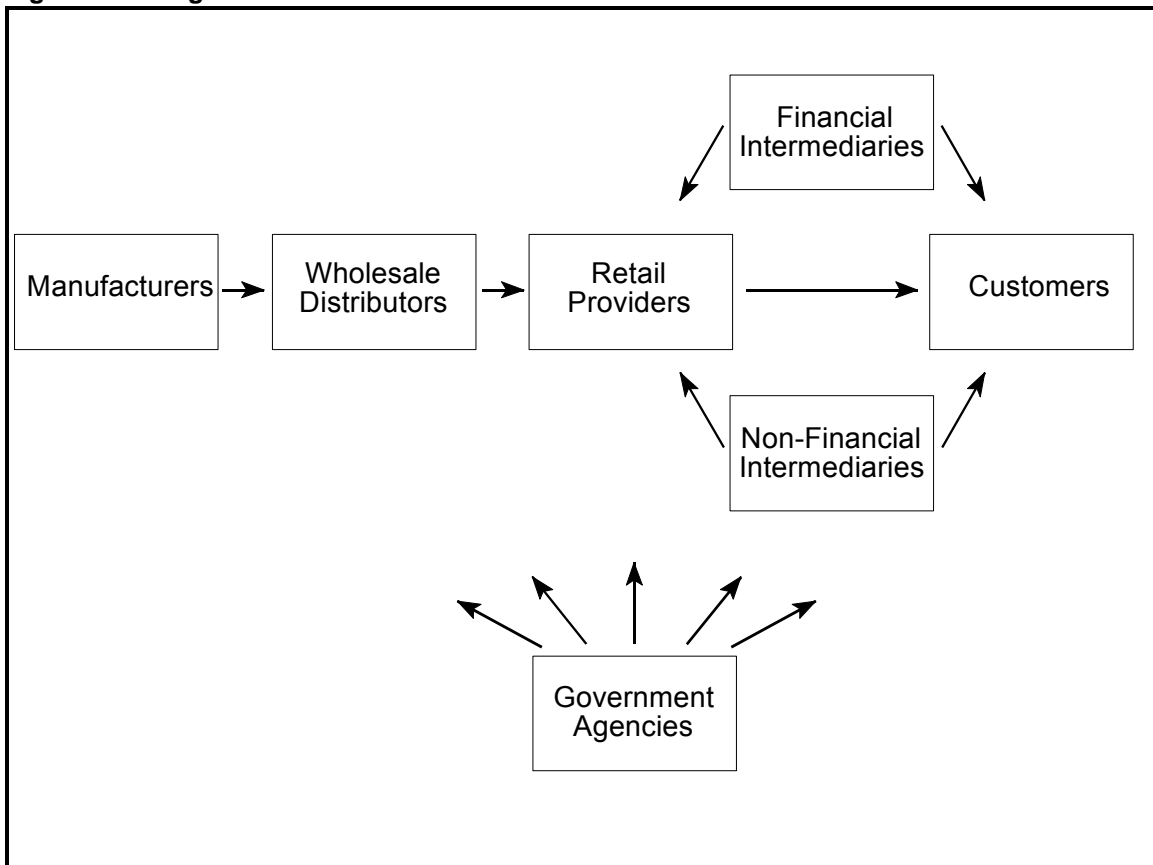 Financial
Intermediaries
Manufacturers
Wholesale
Distributors
Retail
Providers
Customers
Non-Financial
Intermediaries
Government
Agencies